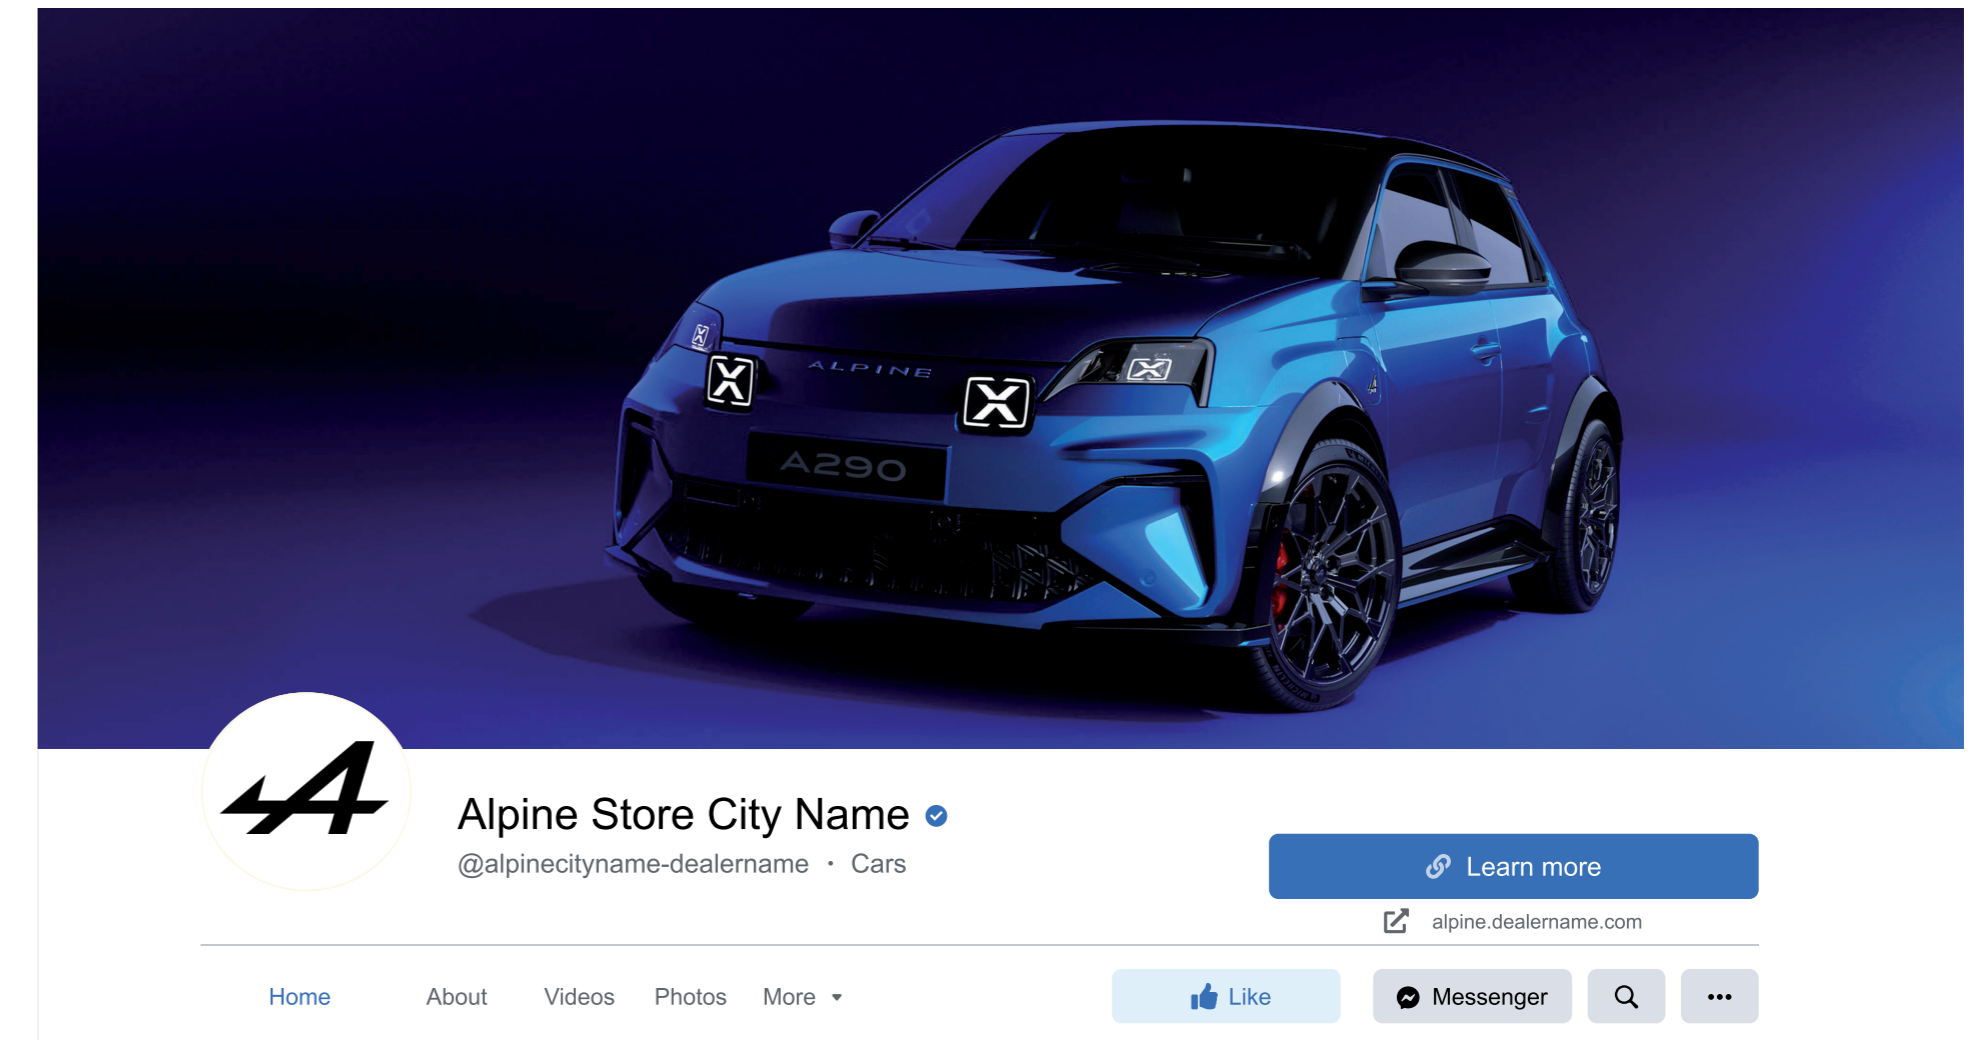 ALPINE
A290
Alpine Store City Name
@alpinecityname-dealername • Cars
Learn more
alpine.dealername.com
Home About Videos Photos More
Like Messenger